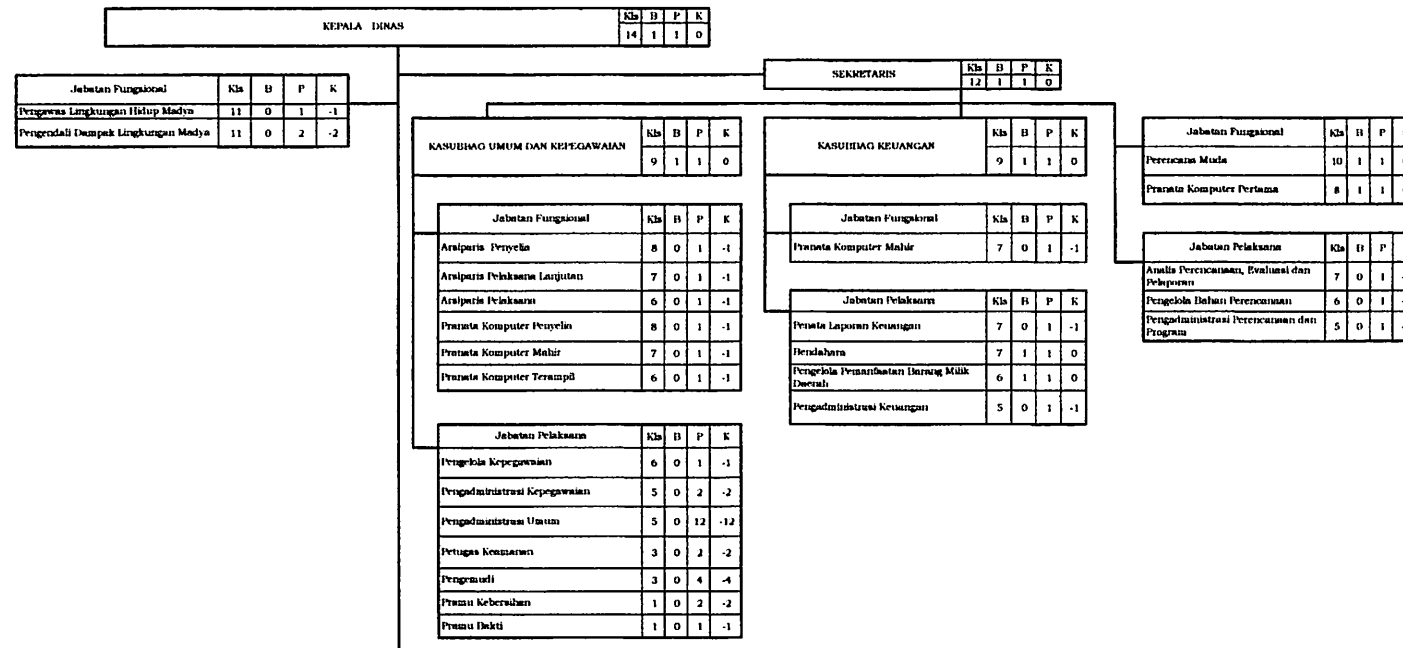 KEPALA DINAS Kls B P K
14 1 1 0
SEKRETARIS Kls B P K
12 1 1 0
Jabatan Fungsional Kls B P K
Pengawas Lingkungan Hidup Madya 11 0 1 -1
Pengendali Dampak Lingkungan Madya 11 0 2 -2
KASUBBAG UMUM DAN KEPEGAWAIAN Kls B P K
9 1 1 0
Jabatan Fungsional Kls B P K
Arsiparis Penyelia 8 0 1 -1
Arsiparis Pelaksana Lanjutan 7 0 1 -1
Arsiparis Pelaksana 6 0 1 -1
Pranata Komputer Penyelia 8 0 1 -1
Pranata Komputer Mahir 7 0 1 -1
Pranata Komputer Terampil 6 0 1 -1
Jabatan Pelaksana Kls B P K
Pengelola Kepegawaian 6 0 1 -1
Pengadministrasi Kepegawaian 5 0 2 -2
Pengadministrasi Umum 5 0 12 -12
Petugas Keamanan 3 0 2 -2
Pengemudi 3 0 4 -4
Pramu Kebersihan 1 0 2 -2
Pramu Bakti 1 0 1 -1
KASUBBAG KEUANGAN Kls B P K
9 1 1 0
Jabatan Fungsional Kls B P K
Pranata Komputer Mahir 7 0 1 -1
Jabatan Pelaksana Kls B P K
Penata Laporan Keuangan 7 0 1 -1
Bendahara 7 1 1 0
Pengelola Pemanfaatan Barang Milik
Daerah 6 1 1 0
Pengadministrasi Keuangan 5 0 1 -1
Jabatan Fungsional Kls B P
Perencana Muda 10 1 1
Pranata Komputer Pertama 8 1 1
Jabatan Pelaksana Kls B P
Analis Perencanaan, Evaluasi dan
Pelaporan 7 0 1
Pengelola Bahan Perencanaan 6 0 1
Pengadministrasi Perencanaan dan
Program 5 0 1